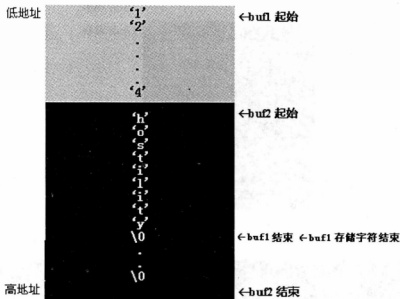 低地址
‘1’
←buf1 起始
‘2’
.
.
.
.
‘4’
←buf2 起始
‘h’
‘o’
‘s’
‘t’
‘i’
‘l’
‘i’
‘t’
‘y’
\0
←buf1 结束 ←buf1 存储字符结束
.
.
\0
高地址
←buf2 结束